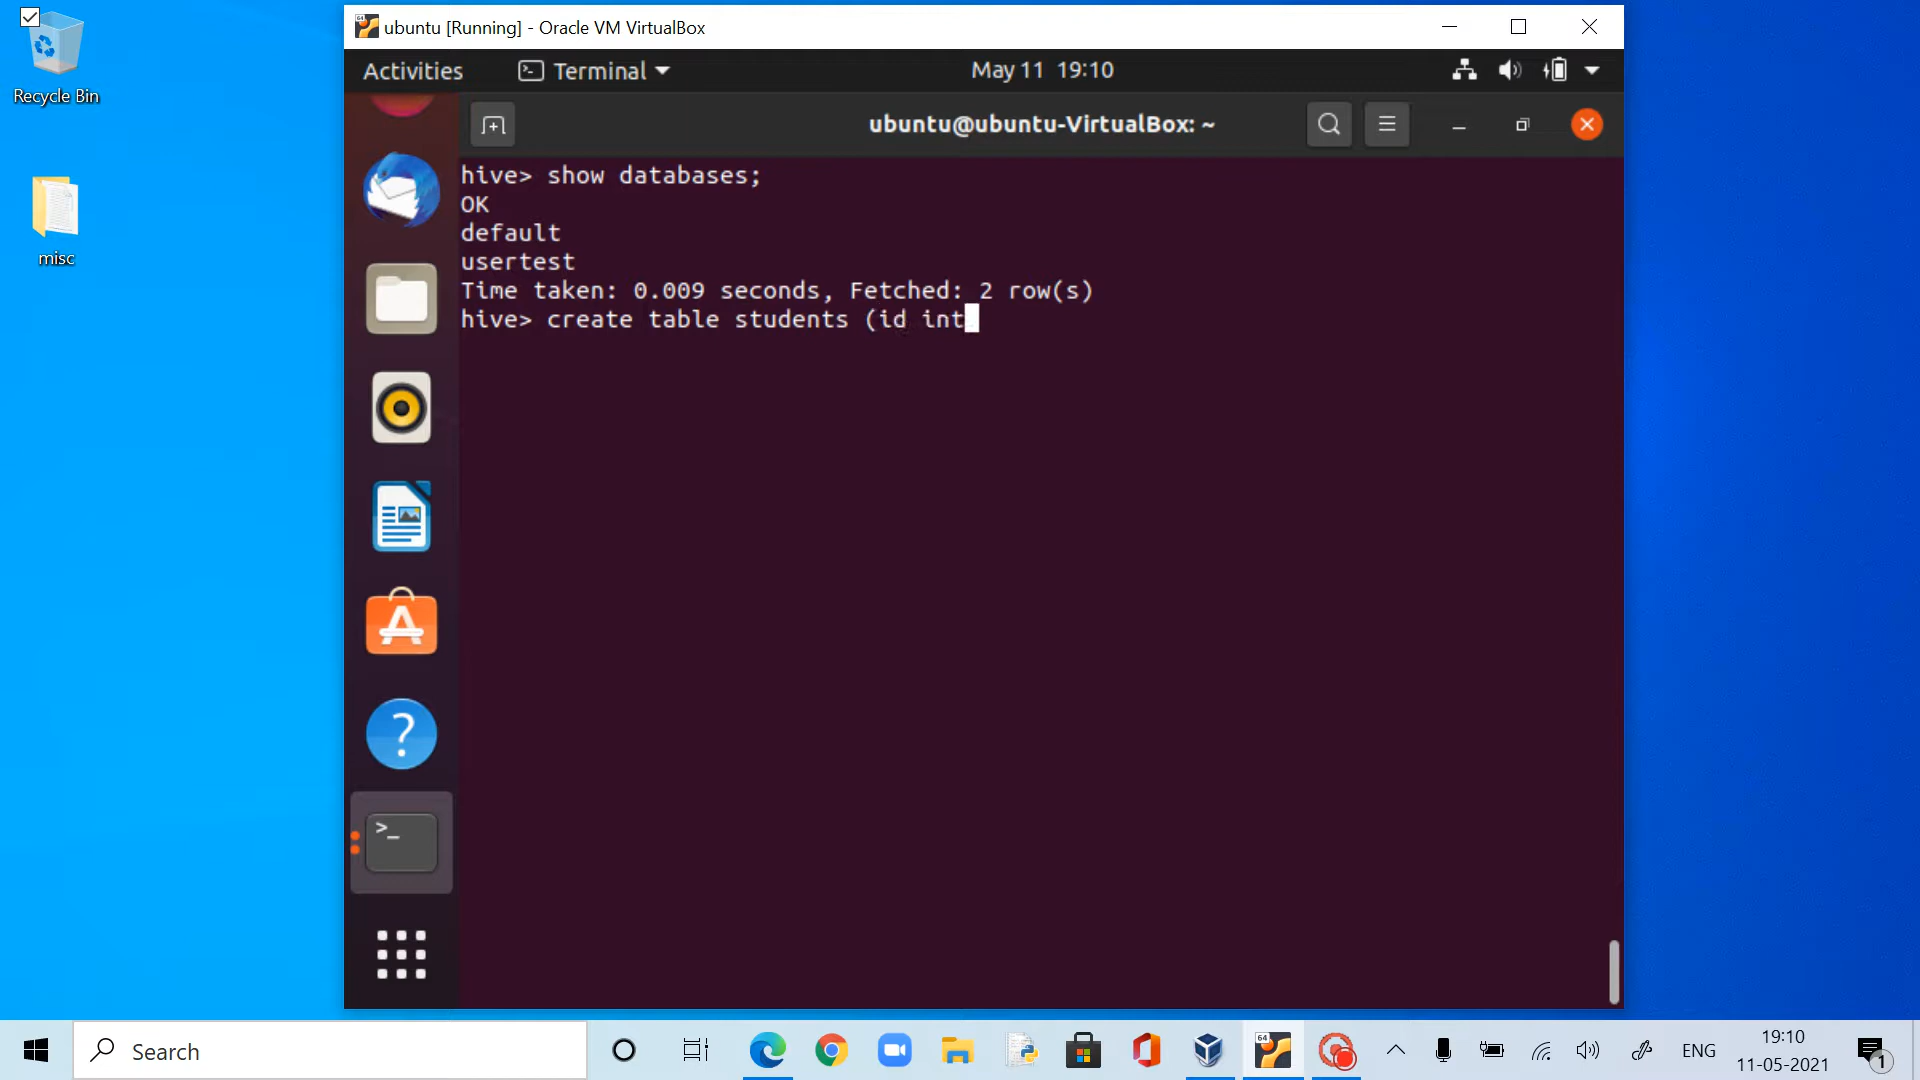 ubuntu [Running] - Oracle VM VirtualBox
Recycle Bin
misc
Activities
Terminal
May 11 19:10
ubuntu@ubuntu-VirtualBox: ~
hive> show databases;
OK
default
usertest
Time taken: 0.009 seconds, Fetched: 2 row(s)
hive> create table students (id int
Search
64
ENG
19:10
11-05-2021
1